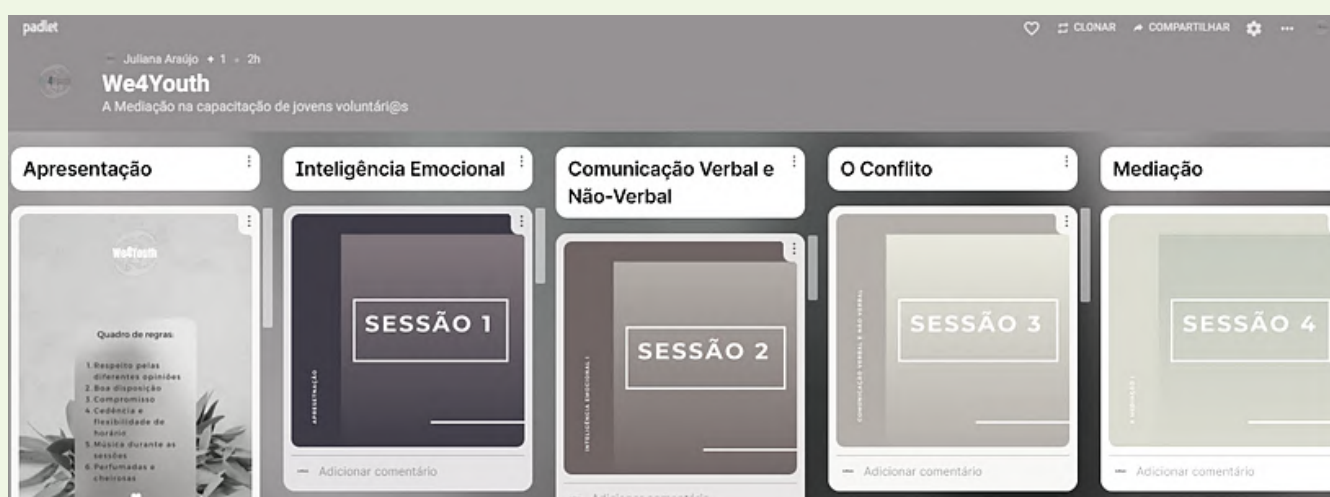 padlet
CLONAR
COMPARTILHAR
Juliana Araújo + 1 • 2h
We4Youth
A Mediação na capacitação de jovens voluntári@s
Apresentação
We4Youth
Quadro de regras:
1. Respeito pelas
diferentes opiniões
2. Boa disposição
3. Compromisso
4. Cedência e
flexibilidade de
horário
5. Música durante as
sessões
6. Perfumadas e
cheirosas
Inteligência Emocional
SESSÃO 1
APRESETNAÇÃO
Adicionar comentário
Comunicação Verbal e
Não-Verbal
SESSÃO 2
INTELIGÊNCIA EMOCIONAL I
Adicionar comentário
O Conflito
SESSÃO 3
COMUNICAÇÃO VERBAL E NÃO VERBAL
Adicionar comentário
Mediação
SESSÃO 4
A MEDIAÇÃO I
Adicionar comentário